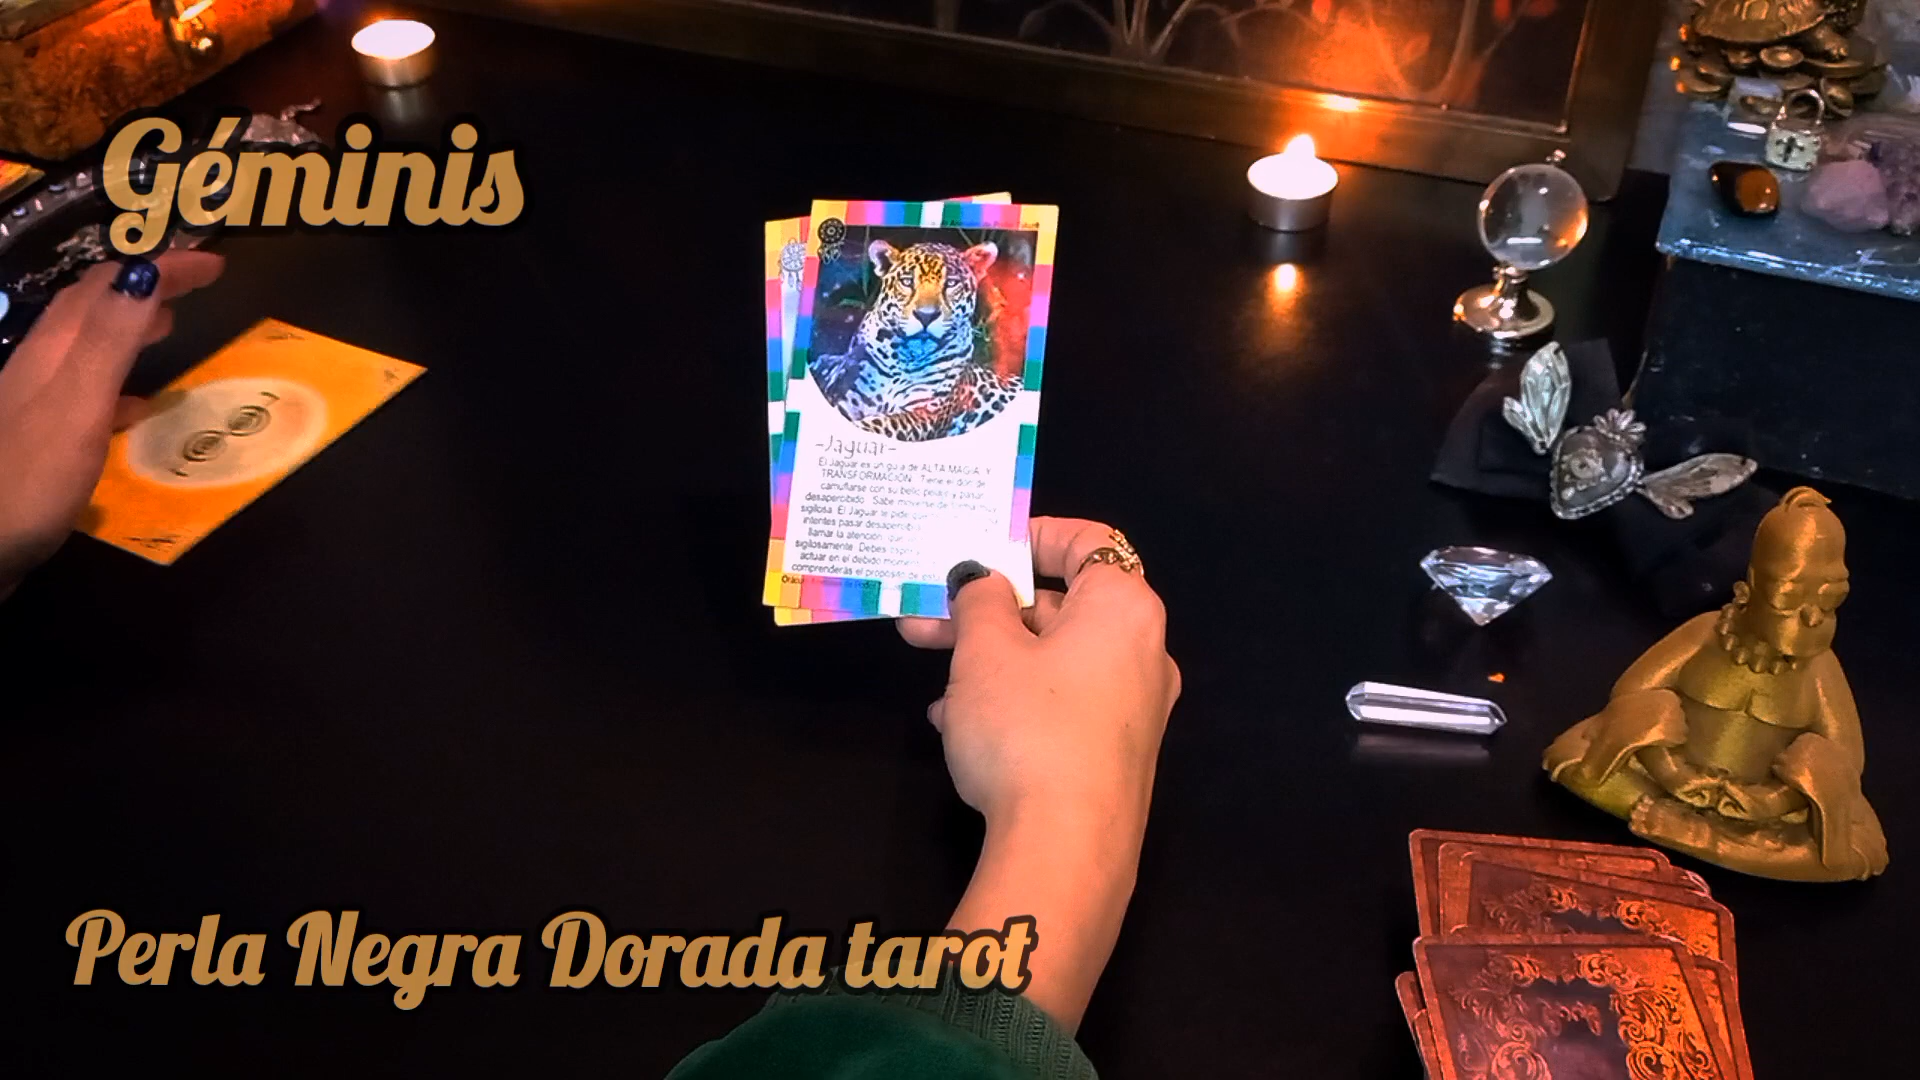 Géminis
-Jaguar-
El Jaguar es un guía de ALTA MAGIA Y
TRANSFORMACIÓN. Tiene el don de
camuflarse con su bello pelaje y pasar
desapercibido. Sabe moverse de forma muy
sigilosa. El Jaguar te pide que
intentes pasar desapercibido
llamar la atención, que
sigilosamente. Debes
actuar en el debido momento
comprenderás el propósito de
Perla Negra Dorada tarot